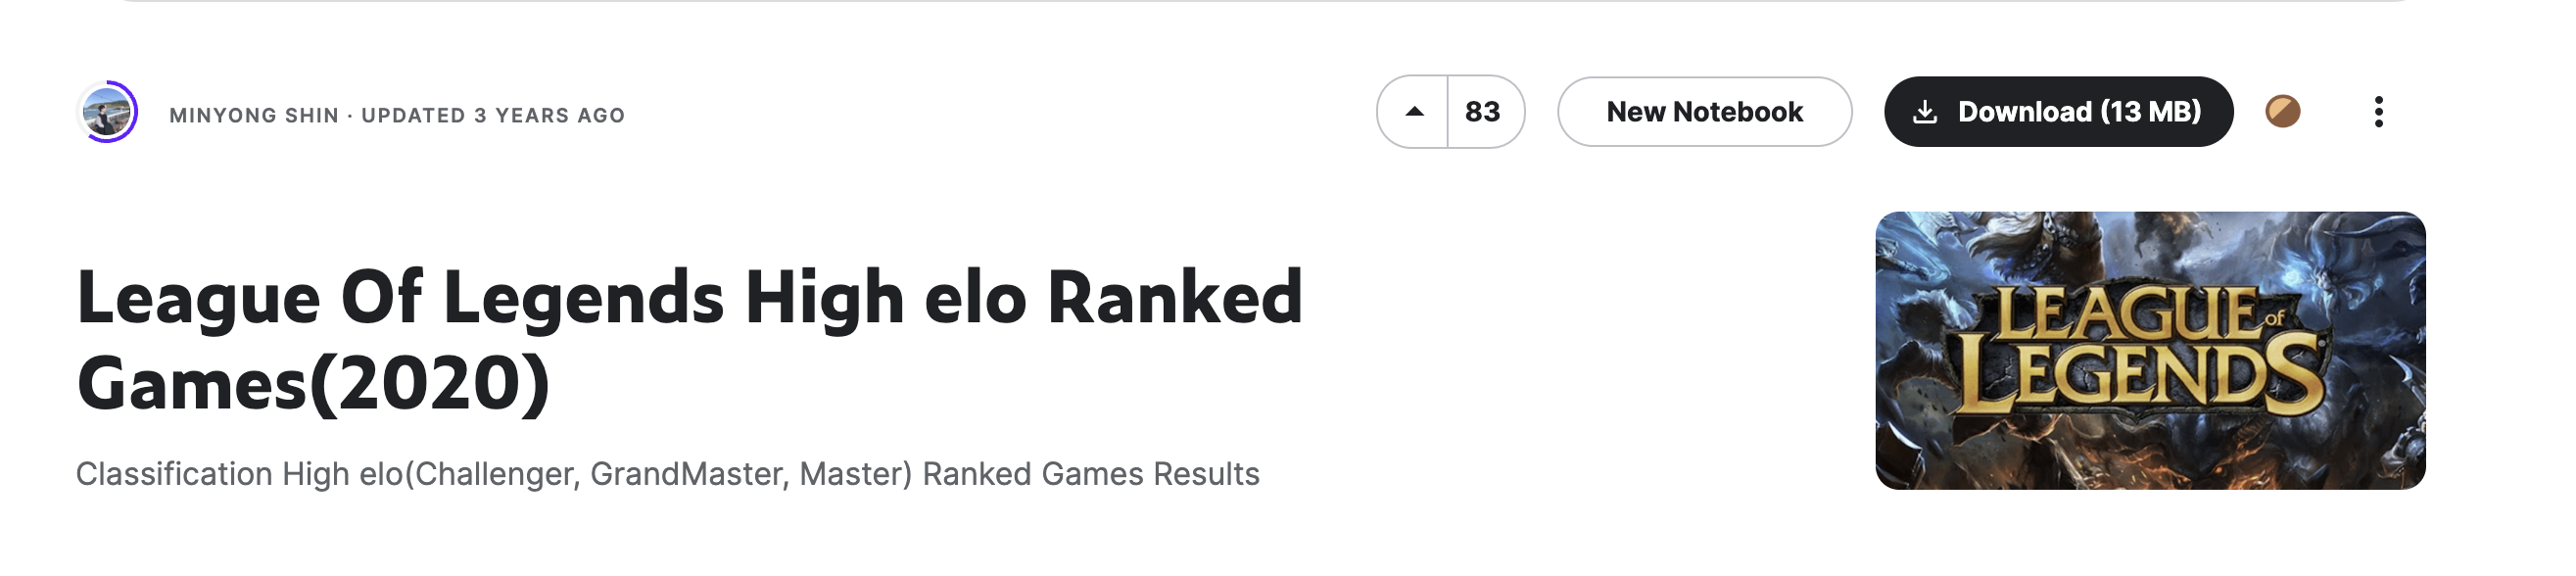 MINYONG SHIN · UPDATED 3 YEARS AGO
83
New Notebook
Download (13 MB)
League Of Legends High elo Ranked
Games(2020)
LEAGUE of
LEGENDS
Classification High elo(Challenger, GrandMaster, Master) Ranked Games Results